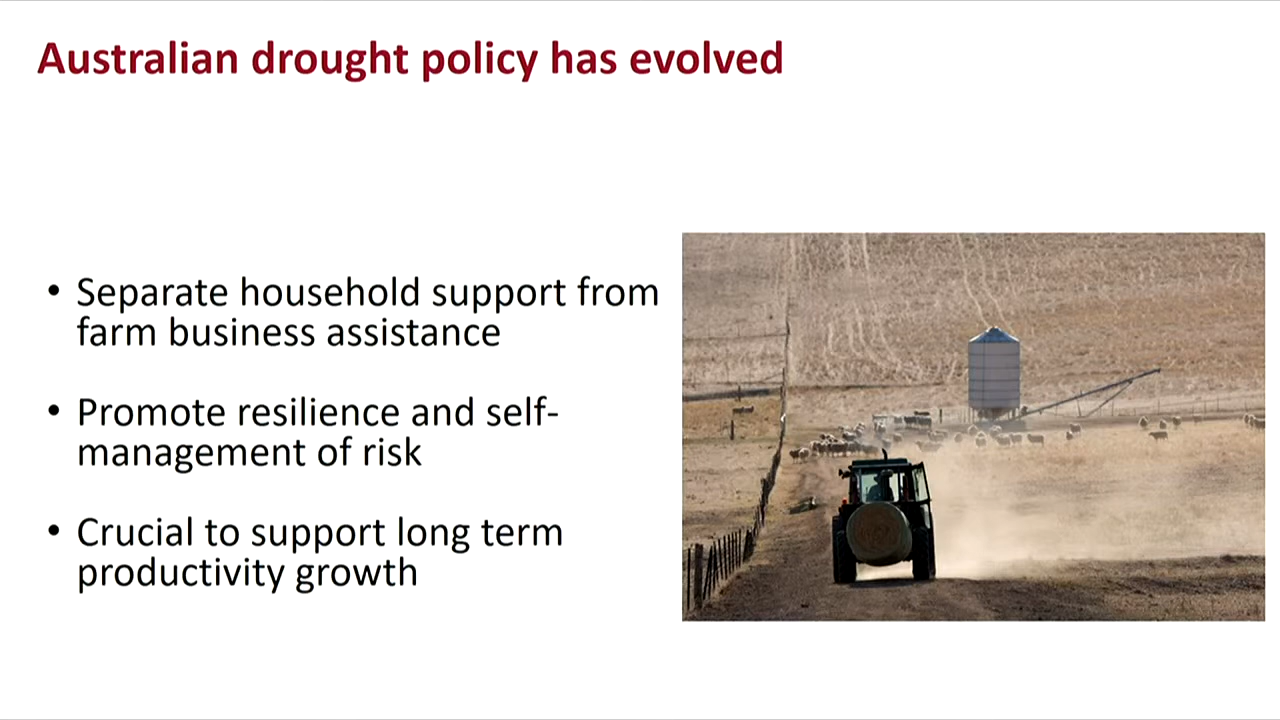 Australian drought policy has evolved
• Separate household support from
farm business assistance
• Promote resilience and self-
management of risk
• Crucial to support long term
productivity growth